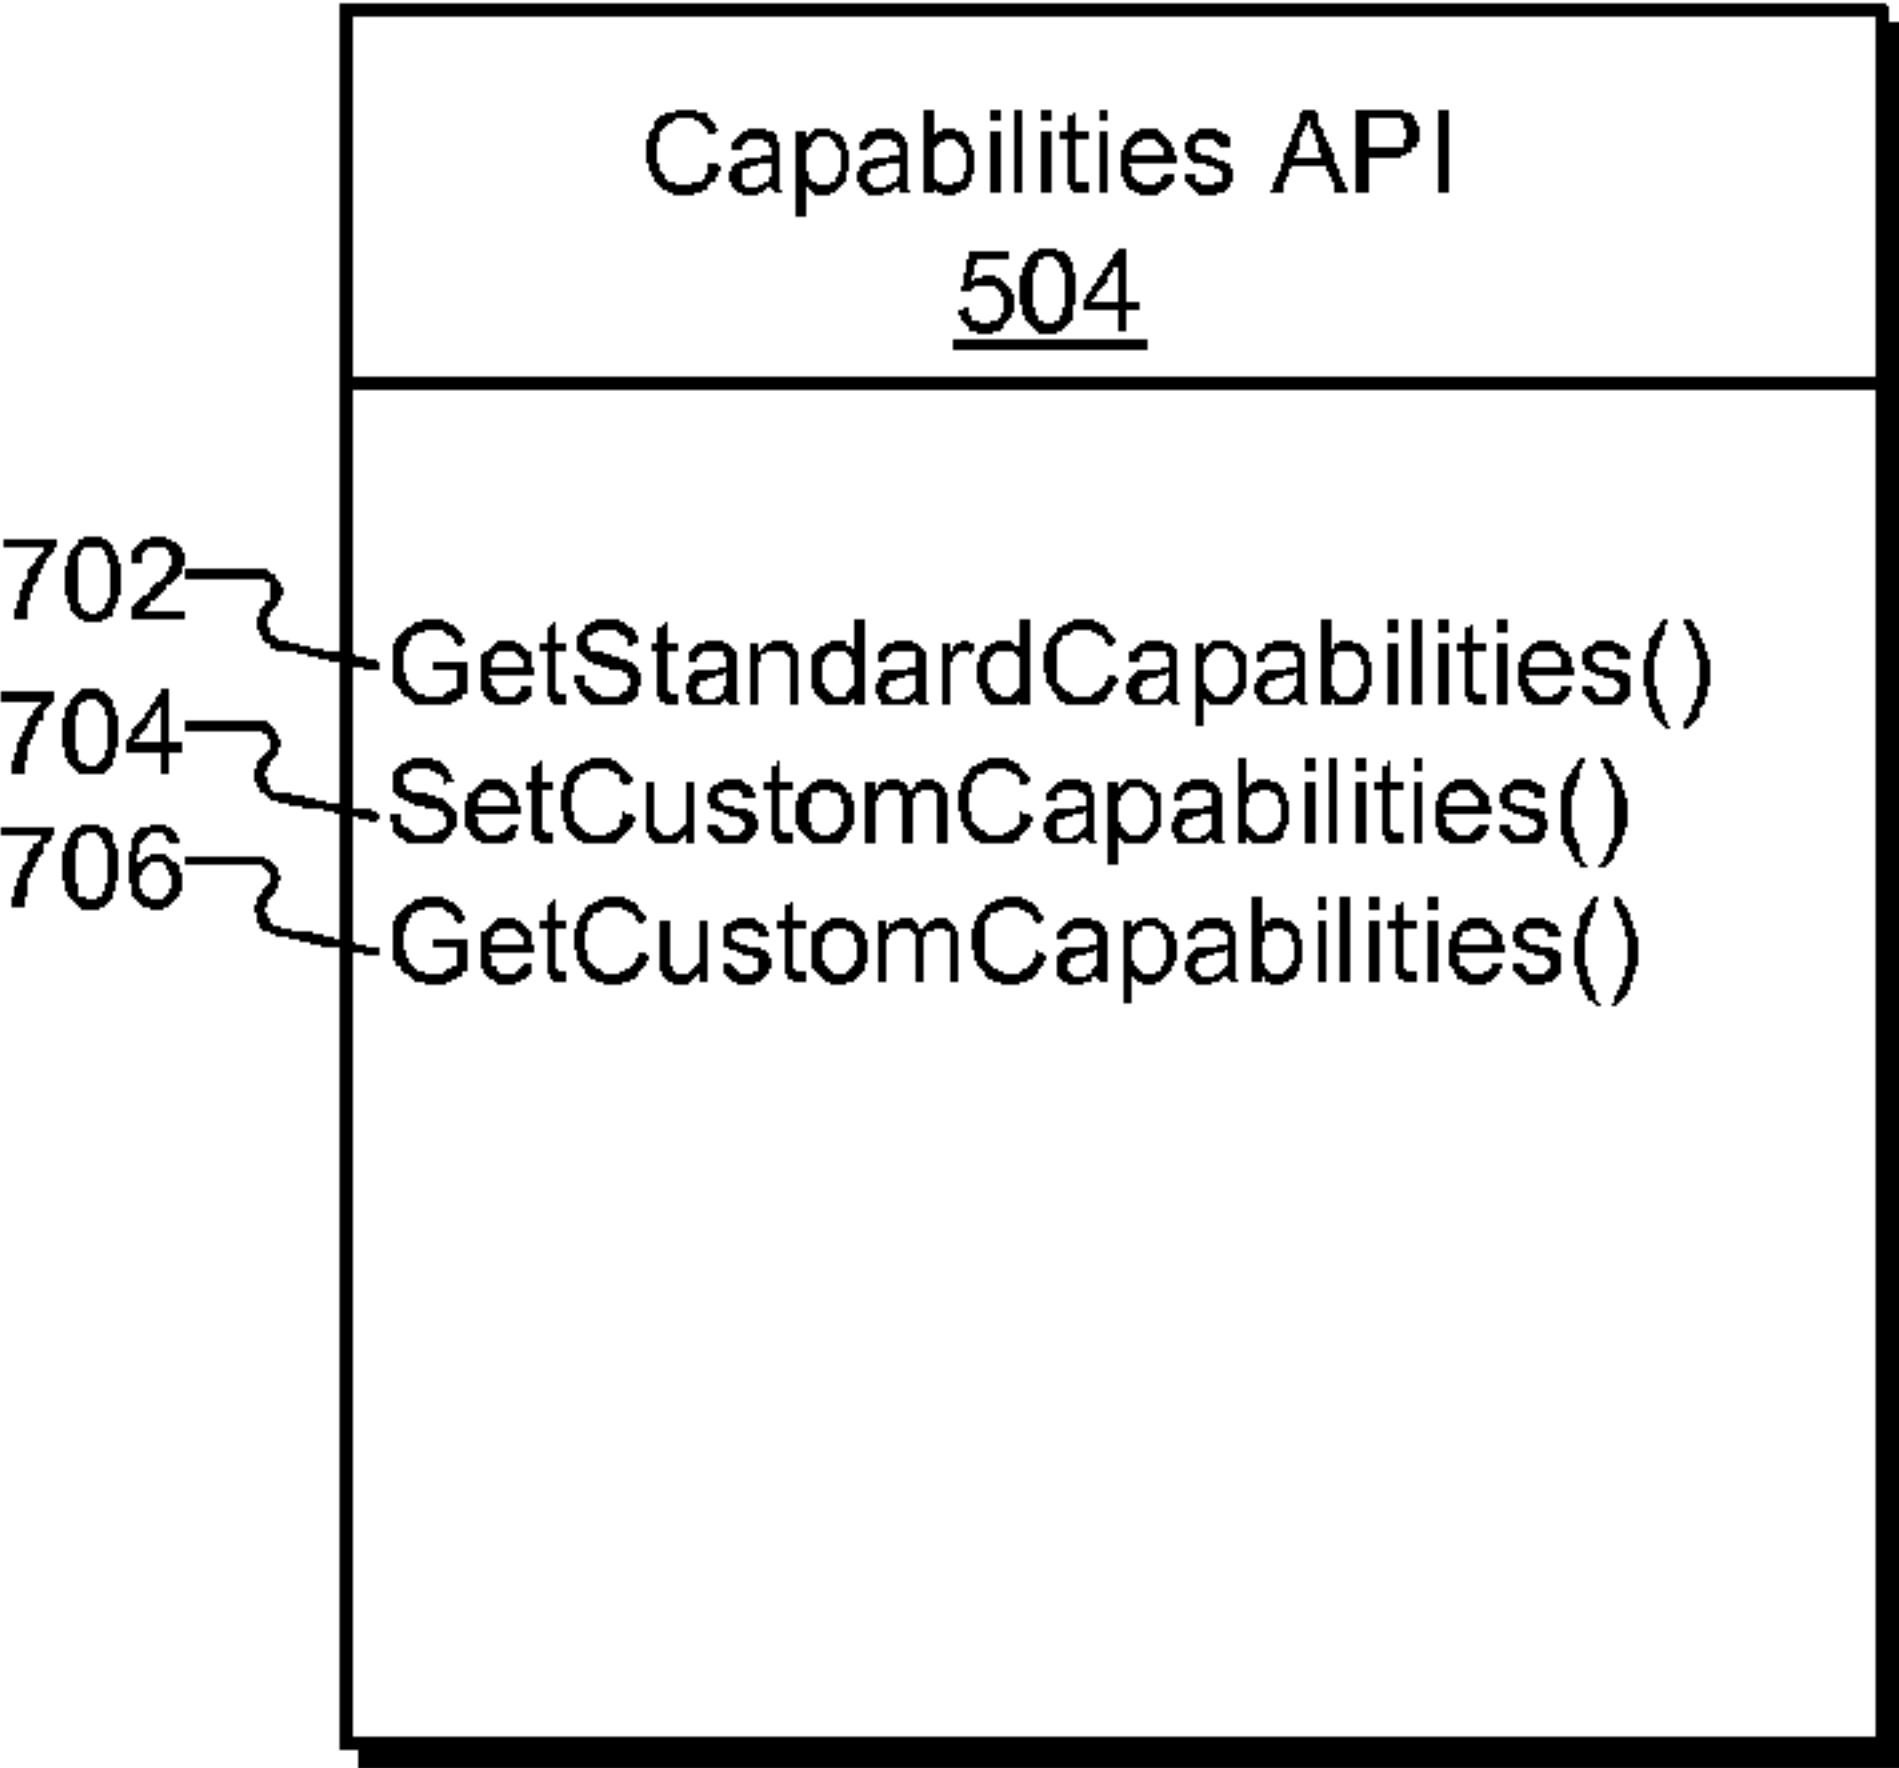 Capabilities API
504
702
GetStandardCapabilities()
704
SetCustomCapabilities()
706
GetCustomCapabilities()